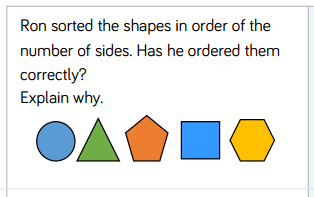 Ron sorted the shapes in order of the
number of sides. Has he ordered them
correctly?
Explain why.